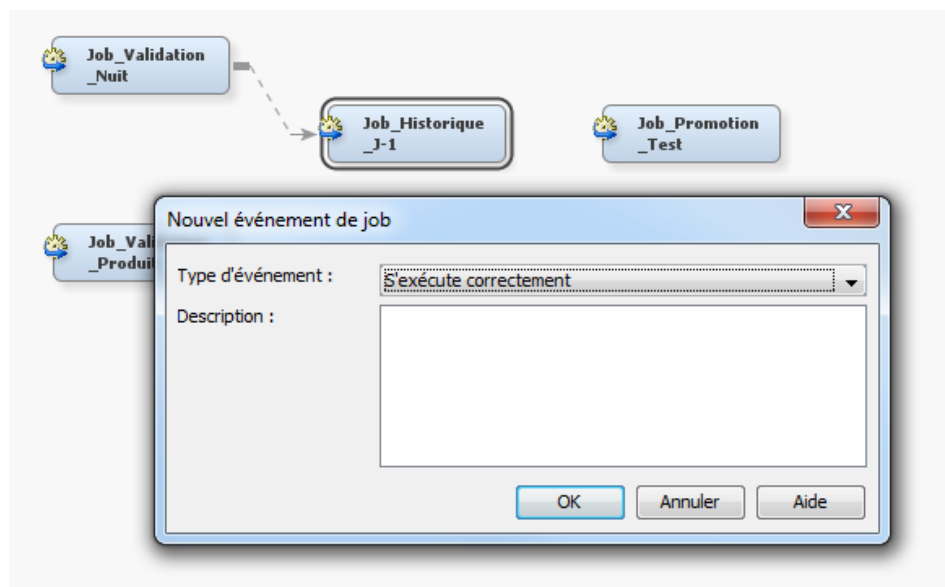 Job_Validation
_Nuit
Job_Historique
_J-1
Job_Promotion
_Test
Nouvel événement de job
Job_Vali
_Produi
Type d'événement :
S'exécute correctement
Description :
OK
Annuler
Aide